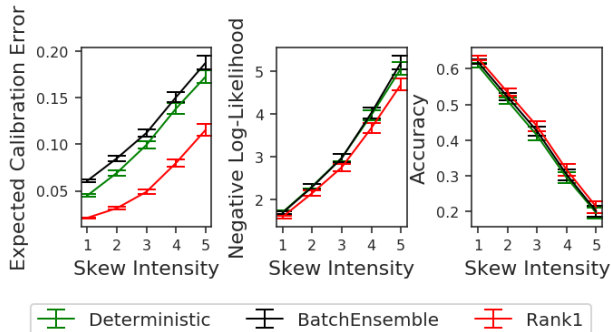 Expected Calibration Error
0.20
0.15
0.10
0.05
1 2 3 4 5
Skew Intensity
Negative Log-Likelihood
5
4
3
2
1 2 3 4 5
Skew Intensity
Accuracy
0.6
0.5
0.4
0.3
0.2
1 2 3 4 5
Skew Intensity
Deterministic BatchEnsemble Rank1